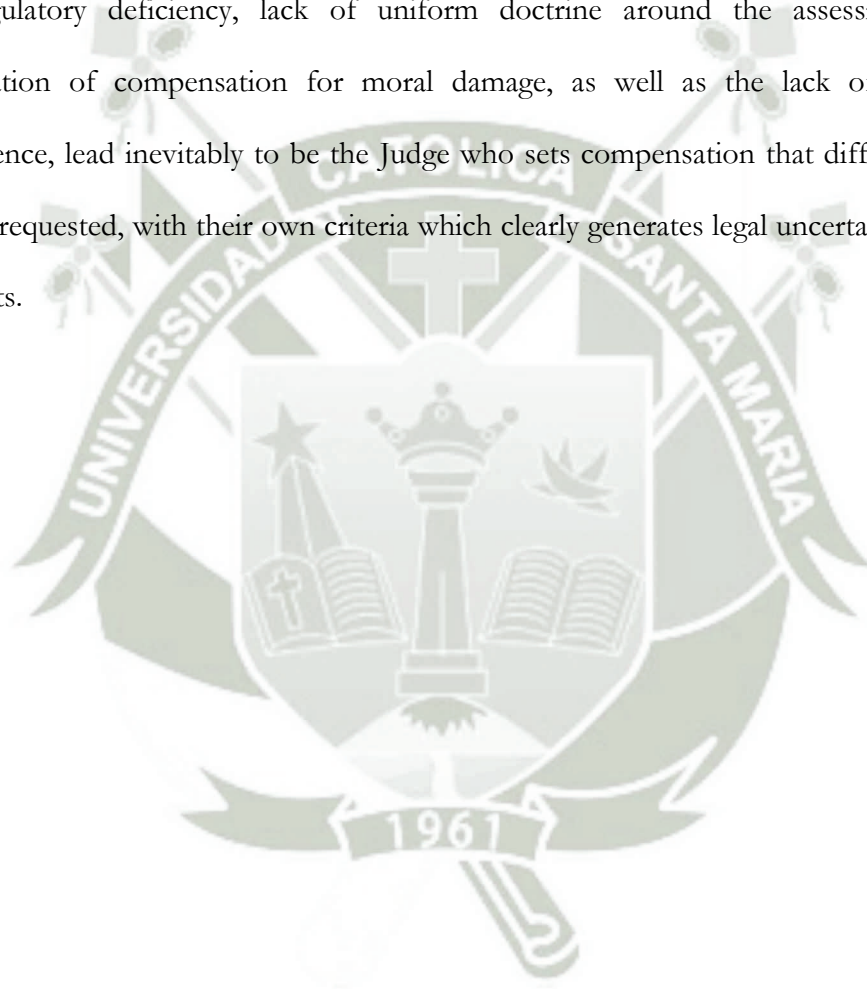 gulatory deficiency, lack of uniform doctrine around the assess
ation of compensation for moral damage, as well as the lack o
ence, lead inevitably to be the Judge who sets compensation that diff
requested, with their own criteria which clearly generates legal uncerta
ts.
UNIVERSIDAD CATOLICA SANTA MARIA
1961